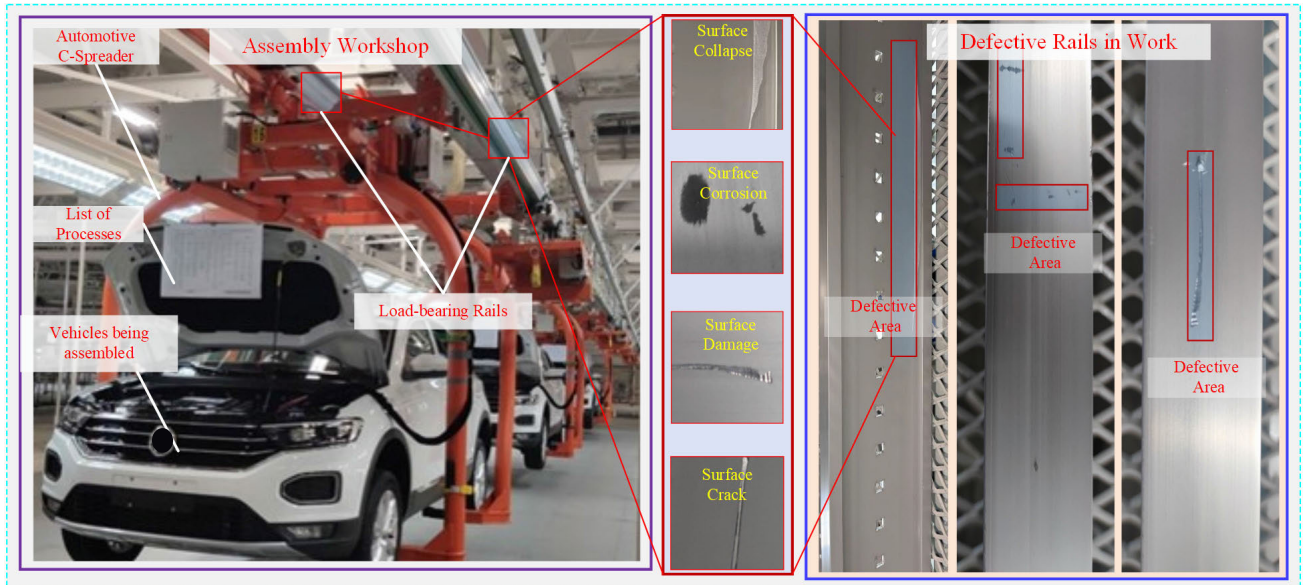 Automotive
C-Spreader
Assembly Workshop
List of
Processes
Load-bearing Rails
Vehicles being
assembled
Surface
Collapse
Surface
Corrosion
Surface
Damage
Surface
Crack
Defective Rails in Work
Defective
Area
Defective
Area
Defective
Area